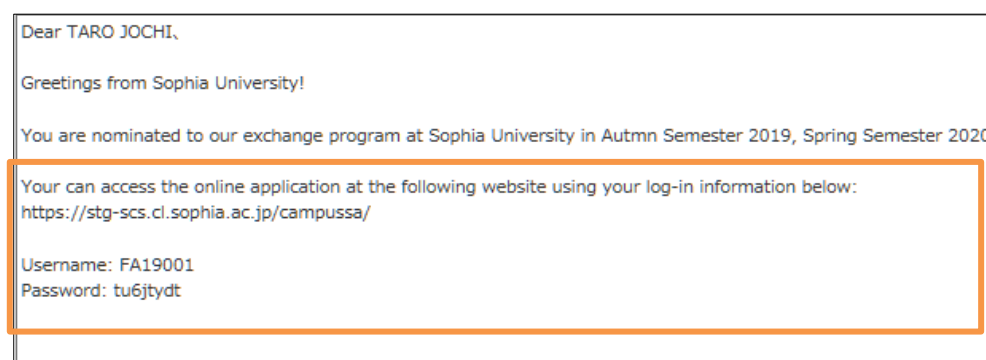 Dear TARO JOCHI、
Greetings from Sophia University!
You are nominated to our exchange program at Sophia University in Autmn Semester 2019, Spring Semester 2020
Your can access the online application at the following website using your log-in information below:
https://stg-scs.cl.sophia.ac.jp/campussa/
Username: FA19001
Password: tu6jtydt